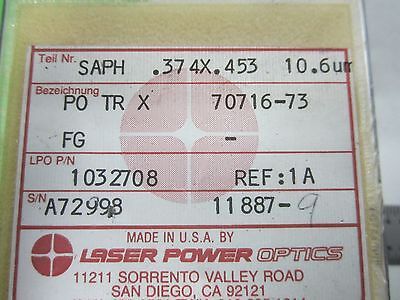 Teil Nr. SAPH .374X.453 10.6um
Bezeichnung
PO TR X 70716-73
FG -
LPO P/N
1032708 REF:1A
S/N
A72998 11887-9
MADE IN U.S.A. BY
LASER POWER OPTICS
11211 SORRENTO VALLEY ROAD
SAN DIEGO, CA 92121